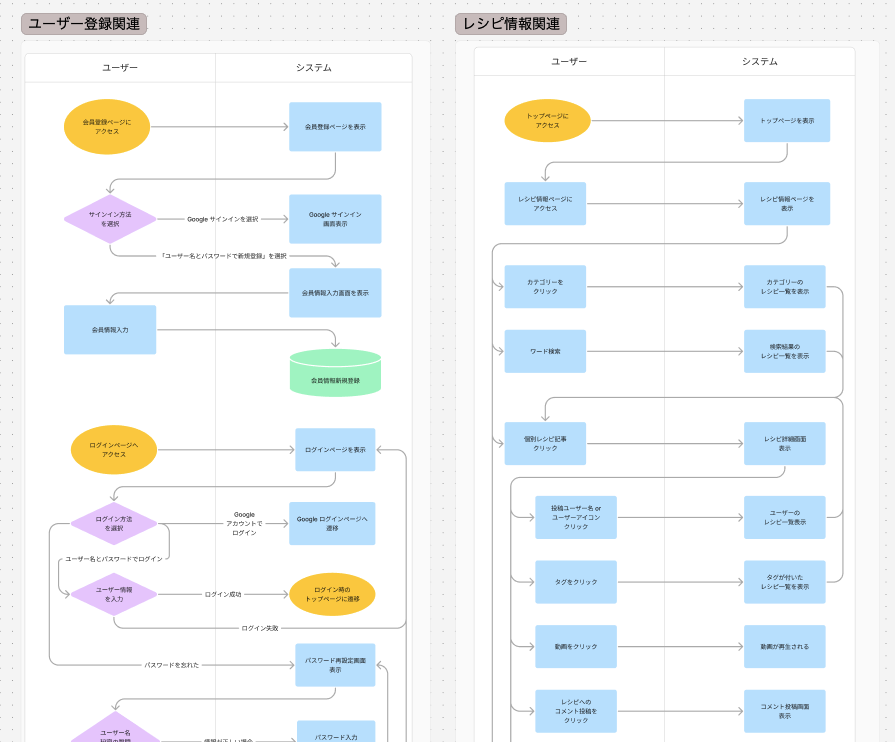 ユーザー登録関連
ユーザー
システム
会員登録ページに
アクセス
会員登録ページを表示
サインイン方法
を選択
Google サインインを選択
Google サインイン
画面表示
「ユーザー名とパスワードで新規登録」を選択
会員情報入力画面を表示
会員情報入力
会員情報新規登録
ログインページへ
アクセス
ログインページを表示
ログイン方法
を選択
Google
アカウントで
ログイン
Google ログインページへ
遷移
ユーザー名とパスワードでログイン
ユーザー情報
を入力
ログイン成功
ログイン時の
トップページに遷移
ログイン失敗
パスワードを忘れた
パスワード再設定画面
表示
ユーザー名
パスワード入力
レシピ情報関連
ユーザー
システム
トップページに
アクセス
トップページを表示
レシピ情報ページに
アクセス
レシピ情報ページを
表示
カテゴリーを
クリック
カテゴリーの
レシピ一覧を表示
ワード検索
検索結果の
レシピ一覧を表示
個別レシピ記事
クリック
レシピ詳細画面
表示
投稿ユーザー名 or
ユーザーアイコン
クリック
ユーザーの
レシピ一覧表示
タグをクリック
タグが付いた
レシピ一覧を表示
動画をクリック
動画が再生される
レシピへの
コメント投稿を
クリック
コメント投稿画面
表示